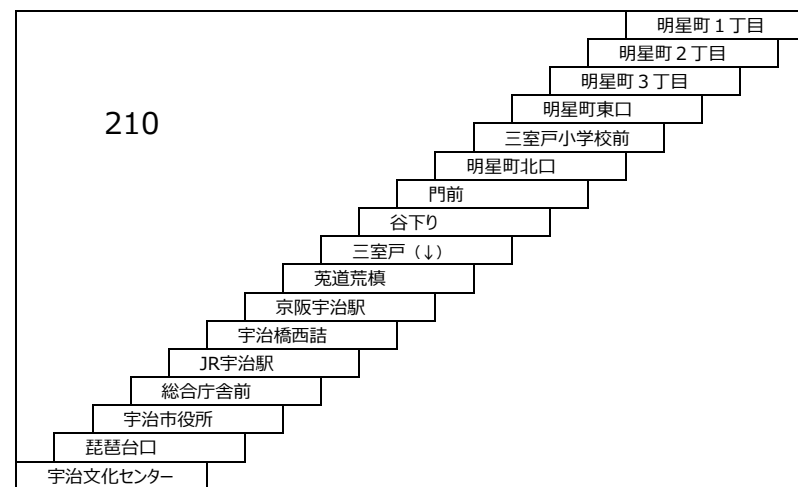 明星町１丁目
明星町２丁目
明星町３丁目
210
明星町東口
三室戸小学校前
明星町北口
門前
谷下り
三室戸（↓）
莵道荒槙
京阪宇治駅
宇治橋西詰
JR宇治駅
総合庁舎前
宇治市役所
琵琶台口
宇治文化センター